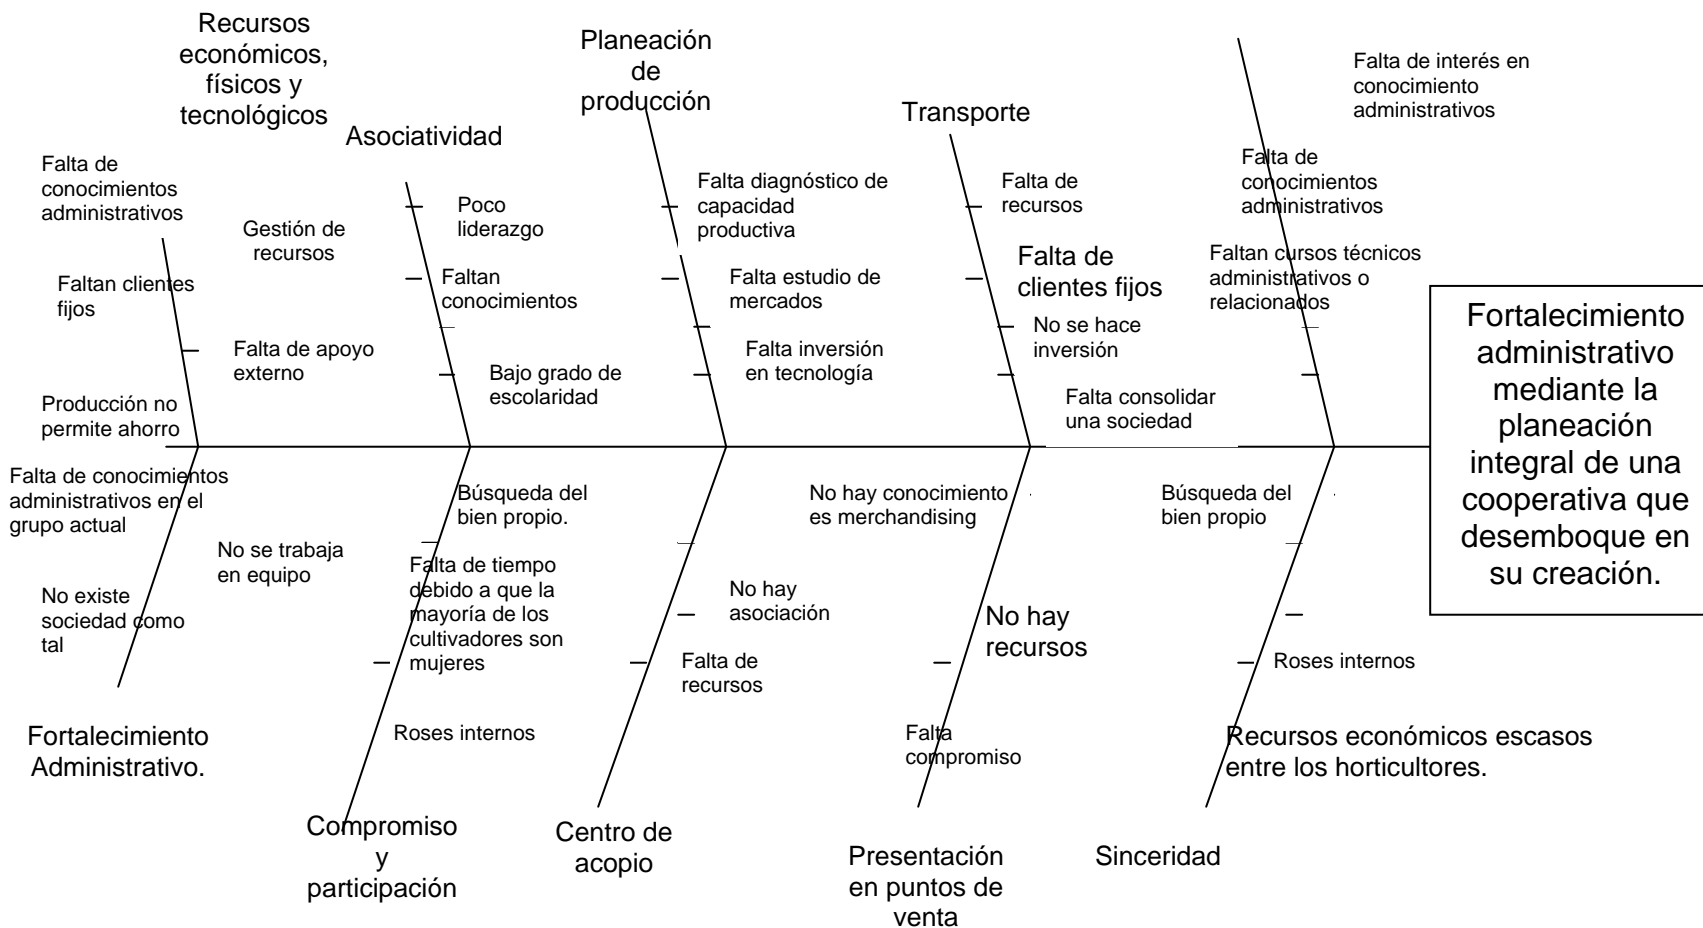 Recursos
económicos,
físicos y
tecnológicos
Asociatividad
Planeación
de
producción
Transporte
Falta de interés en
conocimiento
administrativos
Falta de
conocimientos
administrativos
Gestión de
recursos
Faltan clientes
fijos
Falta de apoyo
externo
Producción no
permite ahorro
Poco
liderazgo
Faltan
conocimientos
Bajo grado de
escolaridad
Falta diagnóstico de
capacidad
productiva
Falta estudio de
mercados
Falta inversión
en tecnología
Falta de
recursos
Falta de
clientes fijos
No se hace
inversión
Falta consolidar
una sociedad
Falta de
conocimientos
administrativos
Faltan cursos técnicos
administrativos o
relacionados
Fortalecimiento
administrativo
mediante la
planeación
integral de una
cooperativa que
desemboque en
su creación.
Falta de conocimientos
administrativos en el
grupo actual
No se trabaja
en equipo
No existe
sociedad como
tal
Fortalecimiento
Administrativo.
Búsqueda del
bien propio.
Falta de tiempo
debido a que la
mayoría de los
cultivadores son
mujeres
Roses internos
Compromiso
y
participación
No hay
asociación
Falta de
recursos
Centro de
acopio
No hay conocimiento
es merchandising
No hay
recursos
Falta
compromiso
Presentación
en puntos de
venta
Búsqueda del
bien propio
Roses internos
Recursos económicos escasos
entre los horticultores.
Sinceridad